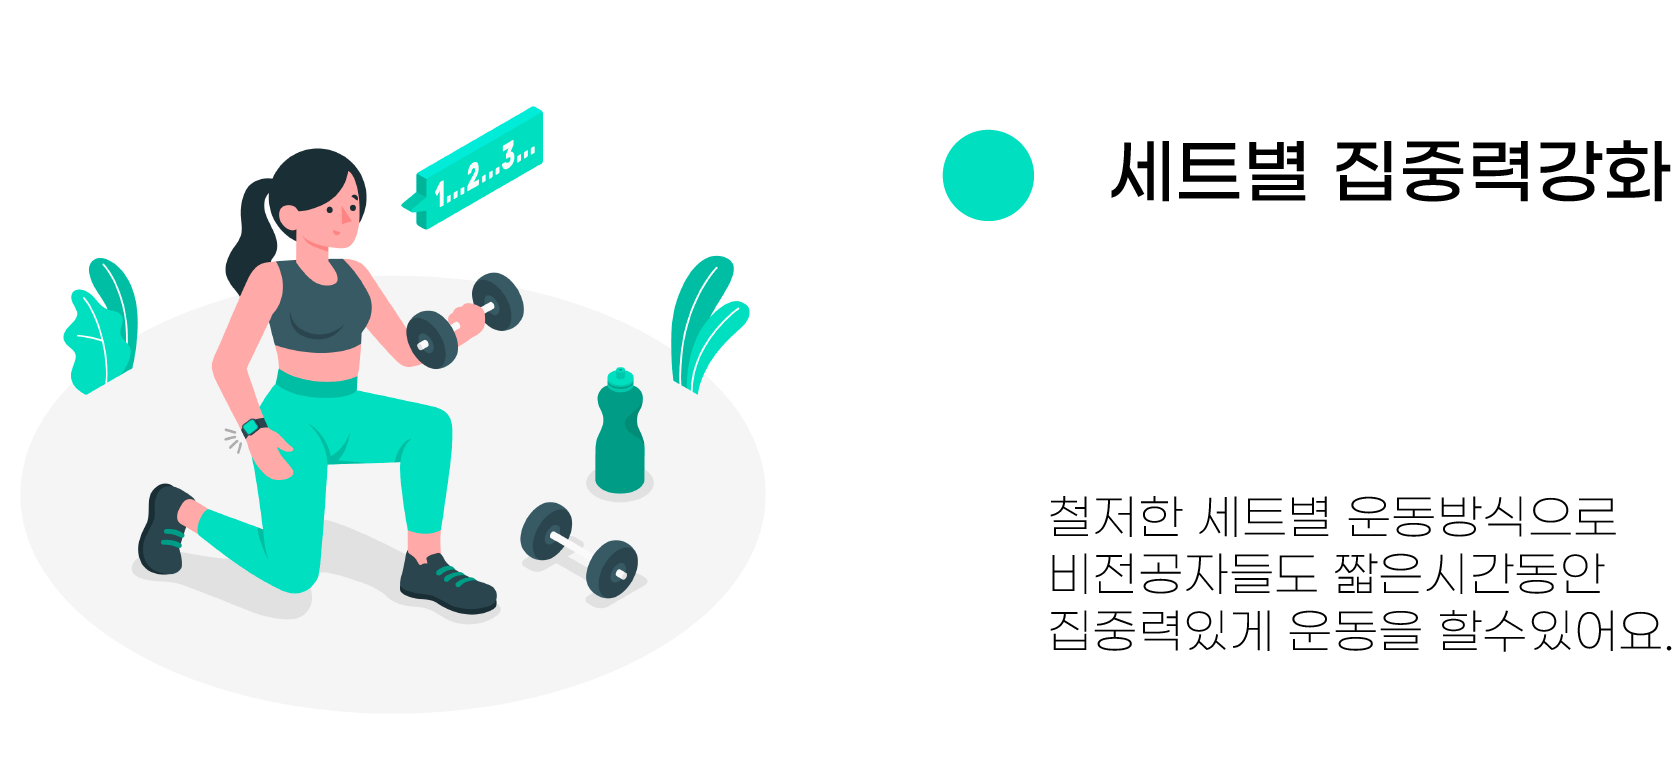 1...2...3...
세트별 집중력강화
철저한 세트별 운동방식으로
비전공자들도 짧은시간동안
집중력있게 운동을 할수있어요.